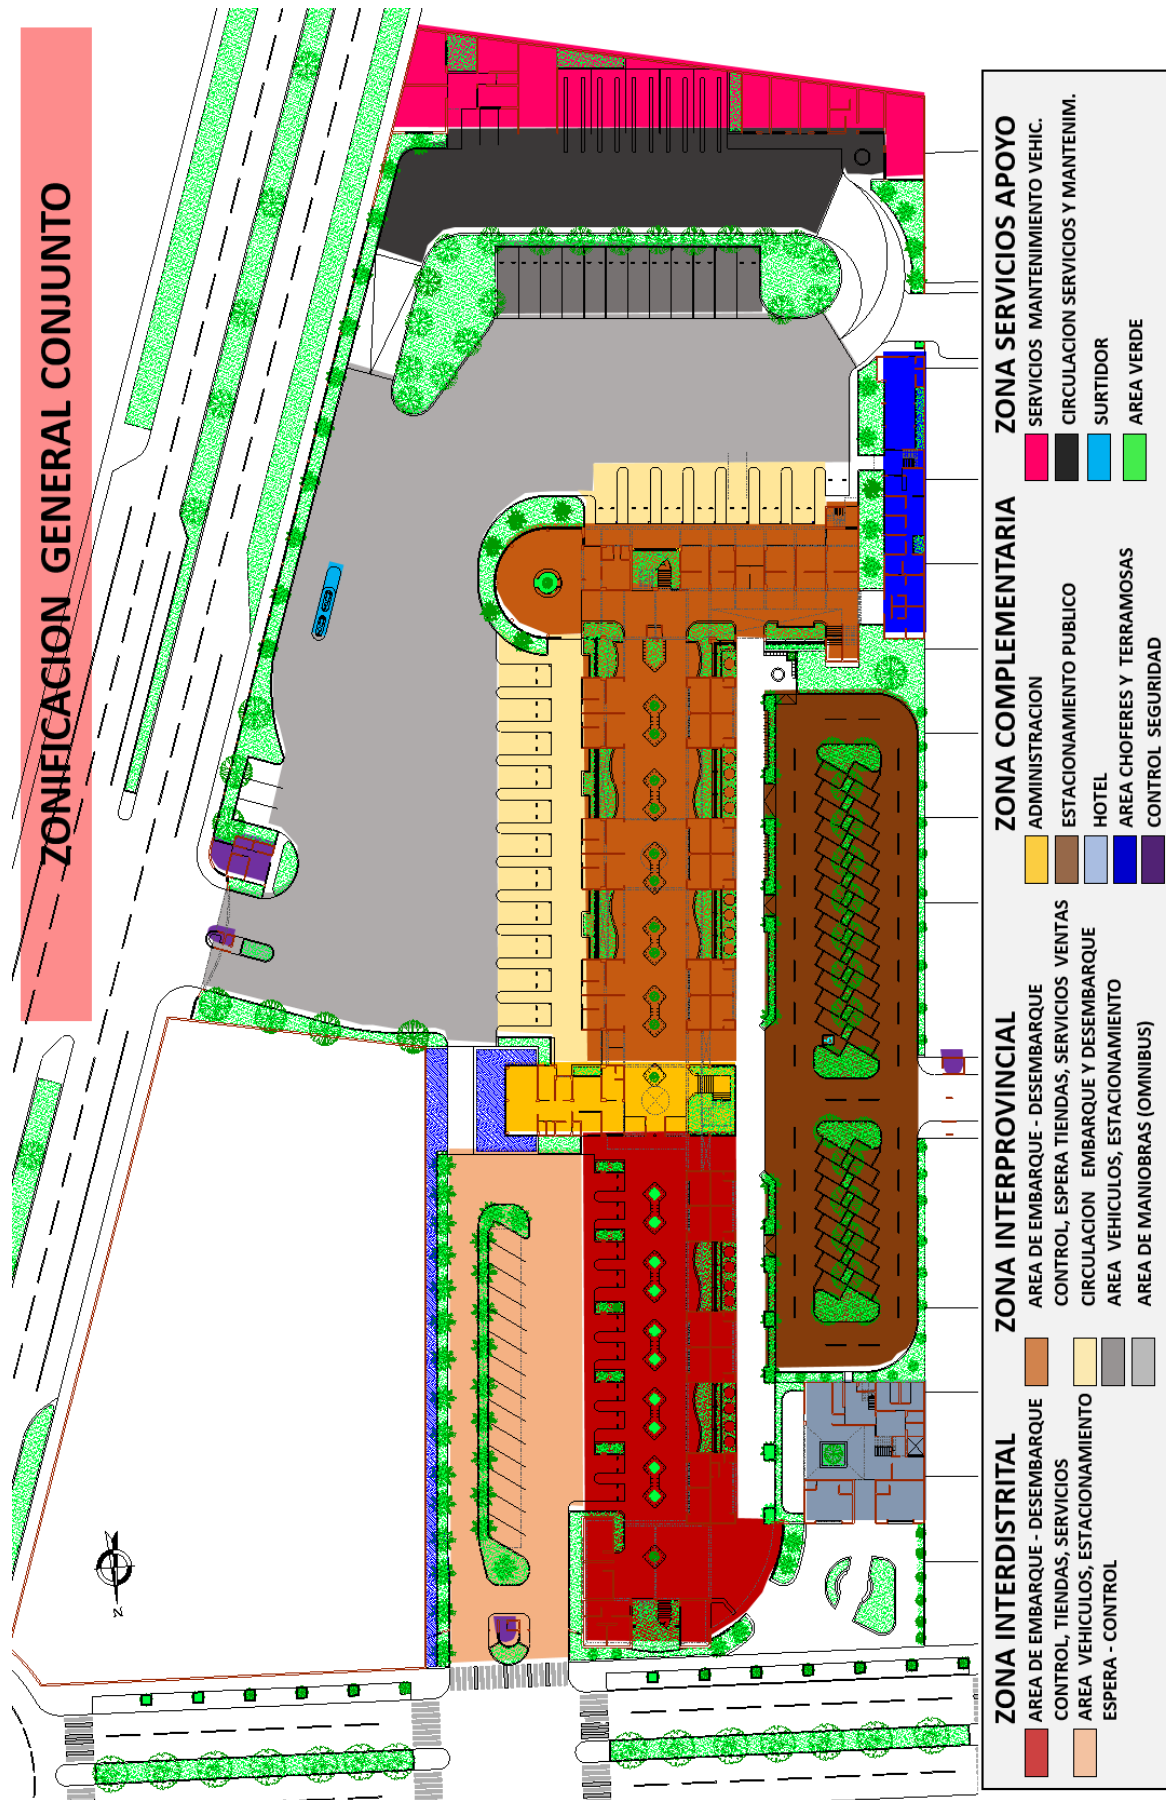 ZONIFICACION GENERAL CONJUNTO
N
ZONA INTERDISTRITAL
AREA DE EMBARQUE - DESEMBARQUE
CONTROL, TIENDAS, SERVICIOS
AREA VEHICULOS, ESTACIONAMIENTO
ESPERA - CONTROL
ZONA INTERPROVINCIAL
AREA DE EMBARQUE - DESEMBARQUE
CONTROL, ESPERA TIENDAS, SERVICIOS VENTAS
CIRCULACION EMBARQUE Y DESEMBARQUE
AREA VEHICULOS, ESTACIONAMIENTO
AREA DE MANIOBRAS (OMNIBUS)
ZONA COMPLEMENTARIA
ADMINISTRACION
ESTACIONAMIENTO PUBLICO
HOTEL
AREA CHOFERES Y TERRAMOSAS
CONTROL SEGURIDAD
ZONA SERVICIOS APOYO
SERVICIOS MANTENIMIENTO VEHIC.
CIRCULACION SERVICIOS Y MANTENIM.
SURTIDOR
AREA VERDE